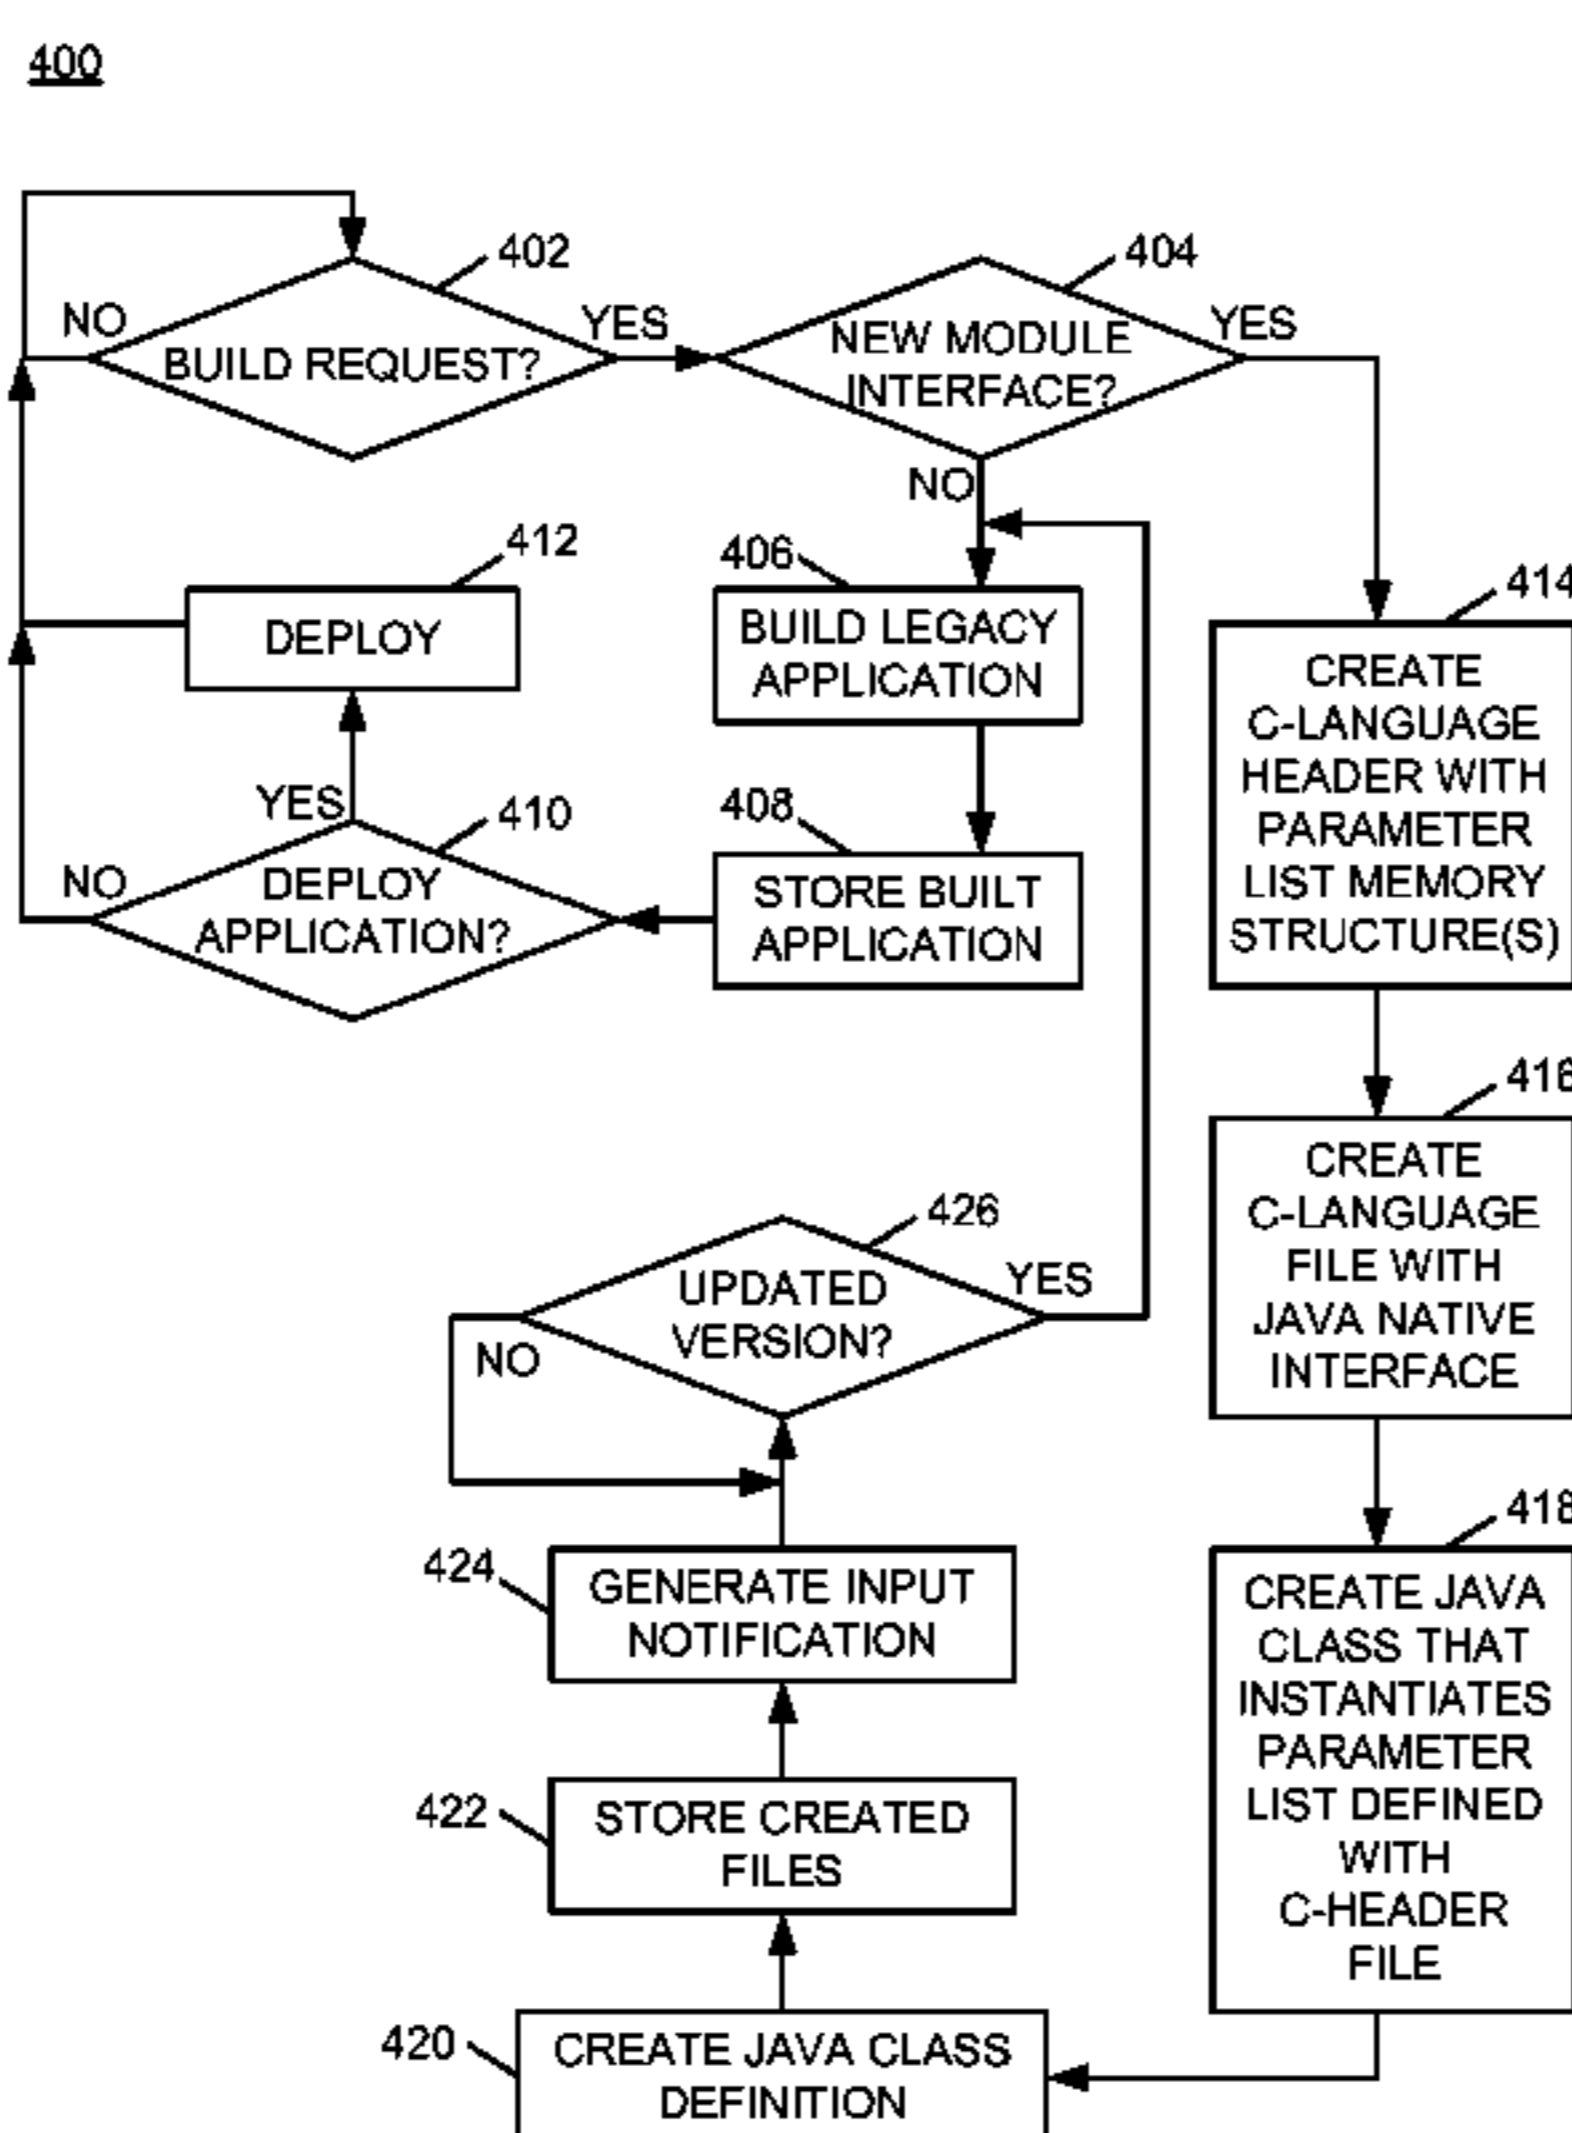 400
402
NO
BUILD REQUEST?
YES
404
NEW MODULE
INTERFACE?
YES
NO
412
DEPLOY
406
BUILD LEGACY
APPLICATION
414
CREATE
C-LANGUAGE
HEADER WITH
PARAMETER
LIST MEMORY
STRUCTURE(S)
YES
410
NO
DEPLOY
APPLICATION?
408
STORE BUILT
APPLICATION
416
CREATE
C-LANGUAGE
FILE WITH
JAVA NATIVE
INTERFACE
426
UPDATED
VERSION?
YES
NO
418
CREATE JAVA
CLASS THAT
INSTANTIATES
PARAMETER
LIST DEFINED
WITH
C-HEADER
FILE
424
GENERATE INPUT
NOTIFICATION
422
STORE CREATED
FILES
420
CREATE JAVA CLASS
DEFINITION